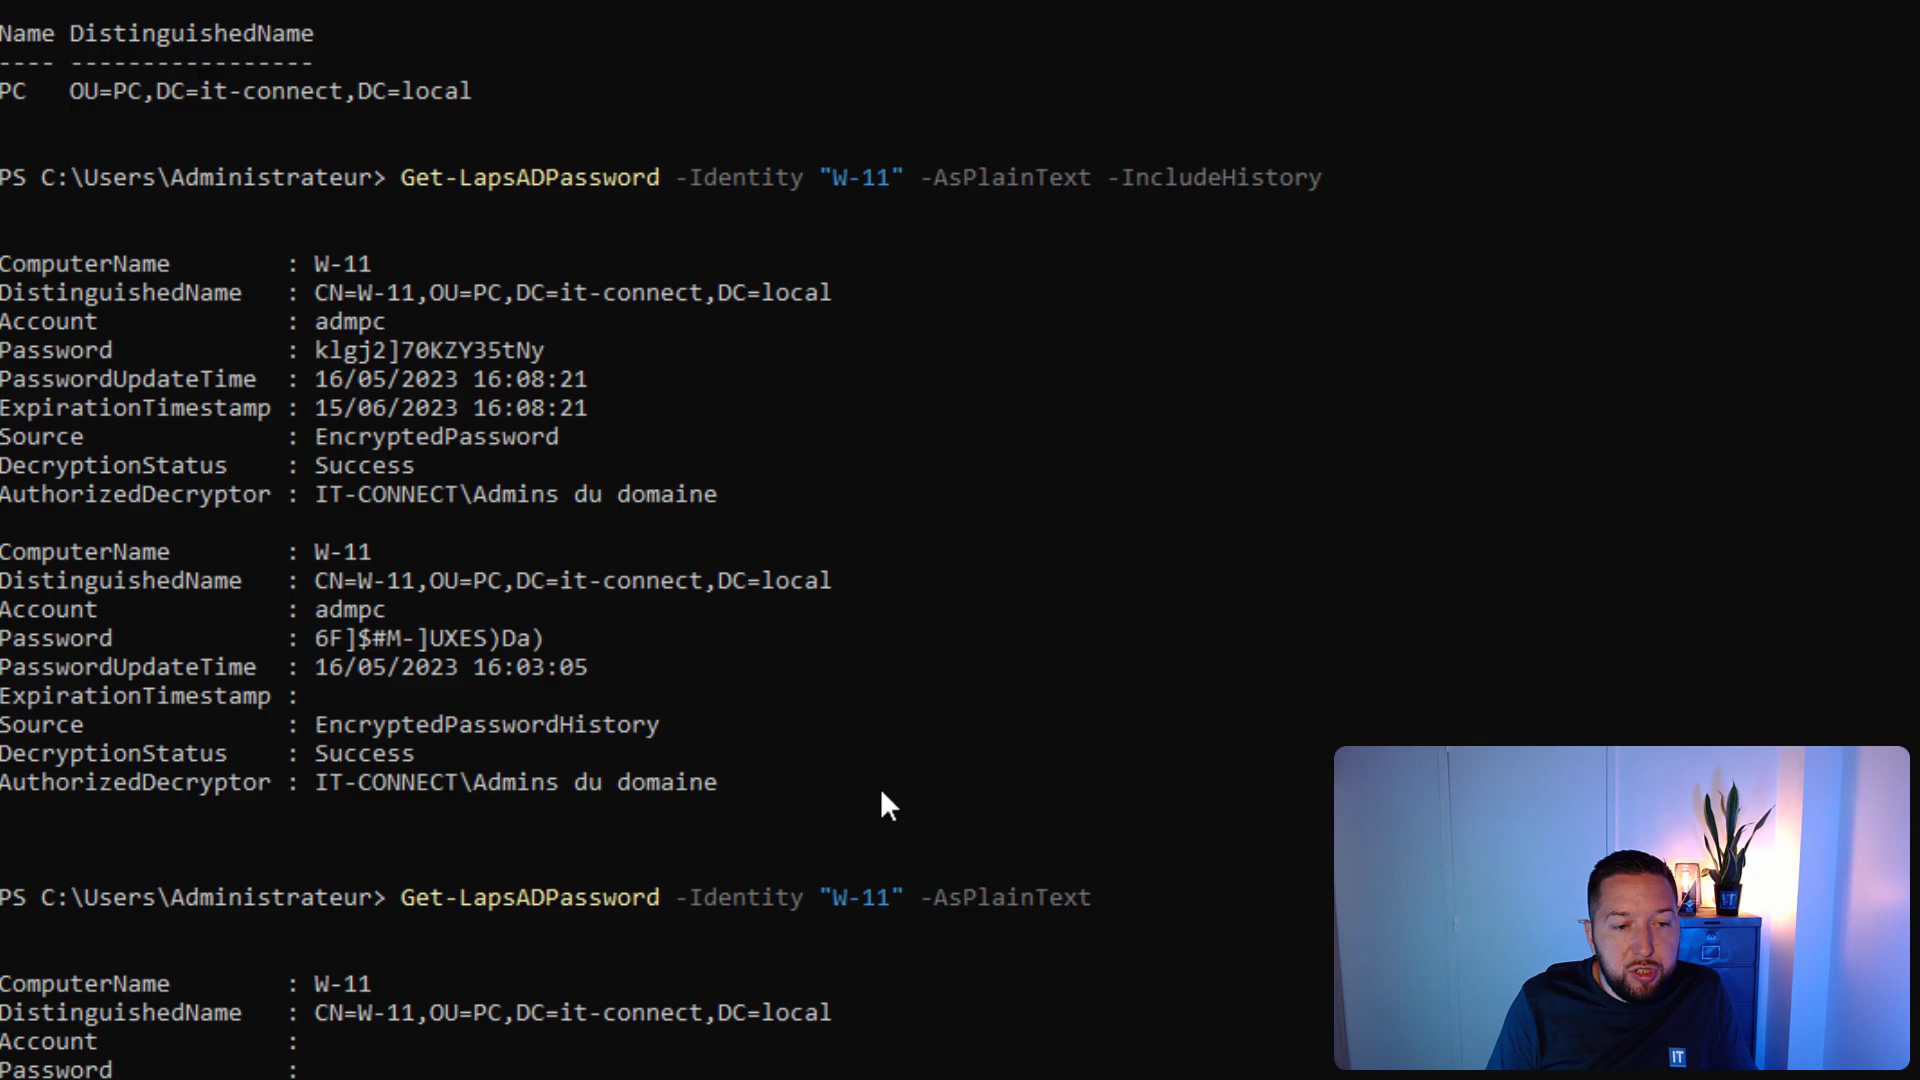 Name DistinguishedName
---- -----------------
PC   OU=PC,DC=it-connect,DC=local
PS C:\Users\Administrateur> Get-LapsADPassword -Identity "W-11" -AsPlainText -IncludeHistory
ComputerName        : W-11
DistinguishedName   : CN=W-11,OU=PC,DC=it-connect,DC=local
Account             : admpc
Password            : klgj2]70KZY35tNy
PasswordUpdateTime  : 16/05/2023 16:08:21
ExpirationTimestamp : 15/06/2023 16:08:21
Source              : EncryptedPassword
DecryptionStatus    : Success
AuthorizedDecryptor : IT-CONNECT\Admins du domaine
ComputerName        : W-11
DistinguishedName   : CN=W-11,OU=PC,DC=it-connect,DC=local
Account             : admpc
Password            : 6F]$#M-]UXES)Da)
PasswordUpdateTime  : 16/05/2023 16:03:05
ExpirationTimestamp :
Source              : EncryptedPasswordHistory
DecryptionStatus    : Success
AuthorizedDecryptor : IT-CONNECT\Admins du domaine
PS C:\Users\Administrateur> Get-LapsADPassword -Identity "W-11" -AsPlainText
ComputerName        : W-11
DistinguishedName   : CN=W-11,OU=PC,DC=it-connect,DC=local
Account             :
Password            :
IT